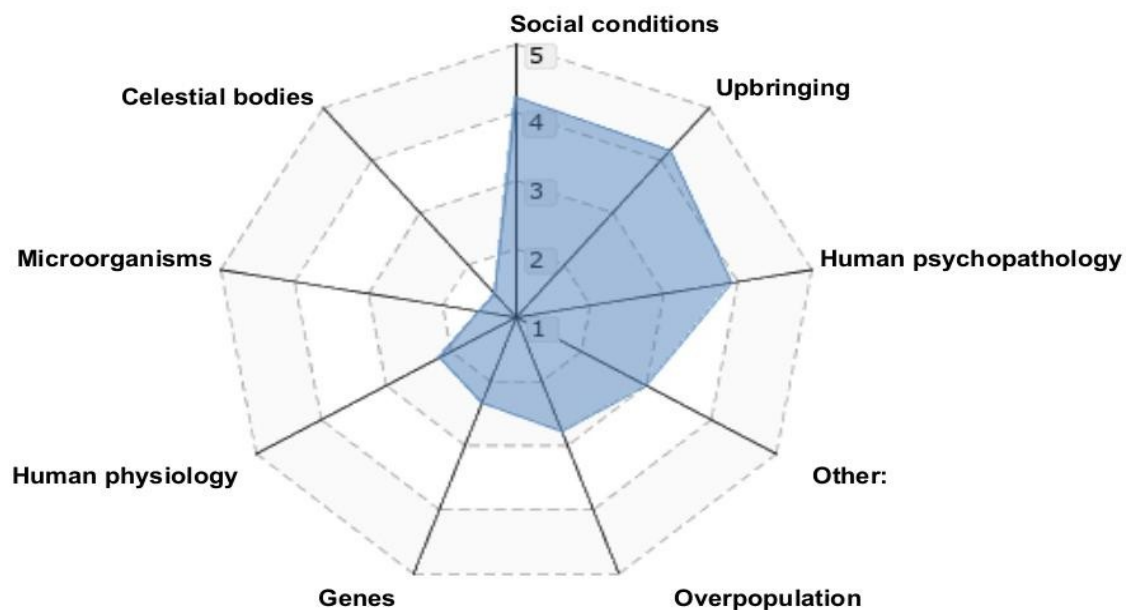 Social conditions
5
Celestial bodies
Upbringing
4
3
Microorganisms
2
Human psychopathology
1
Human physiology
Other:
Genes
Overpopulation